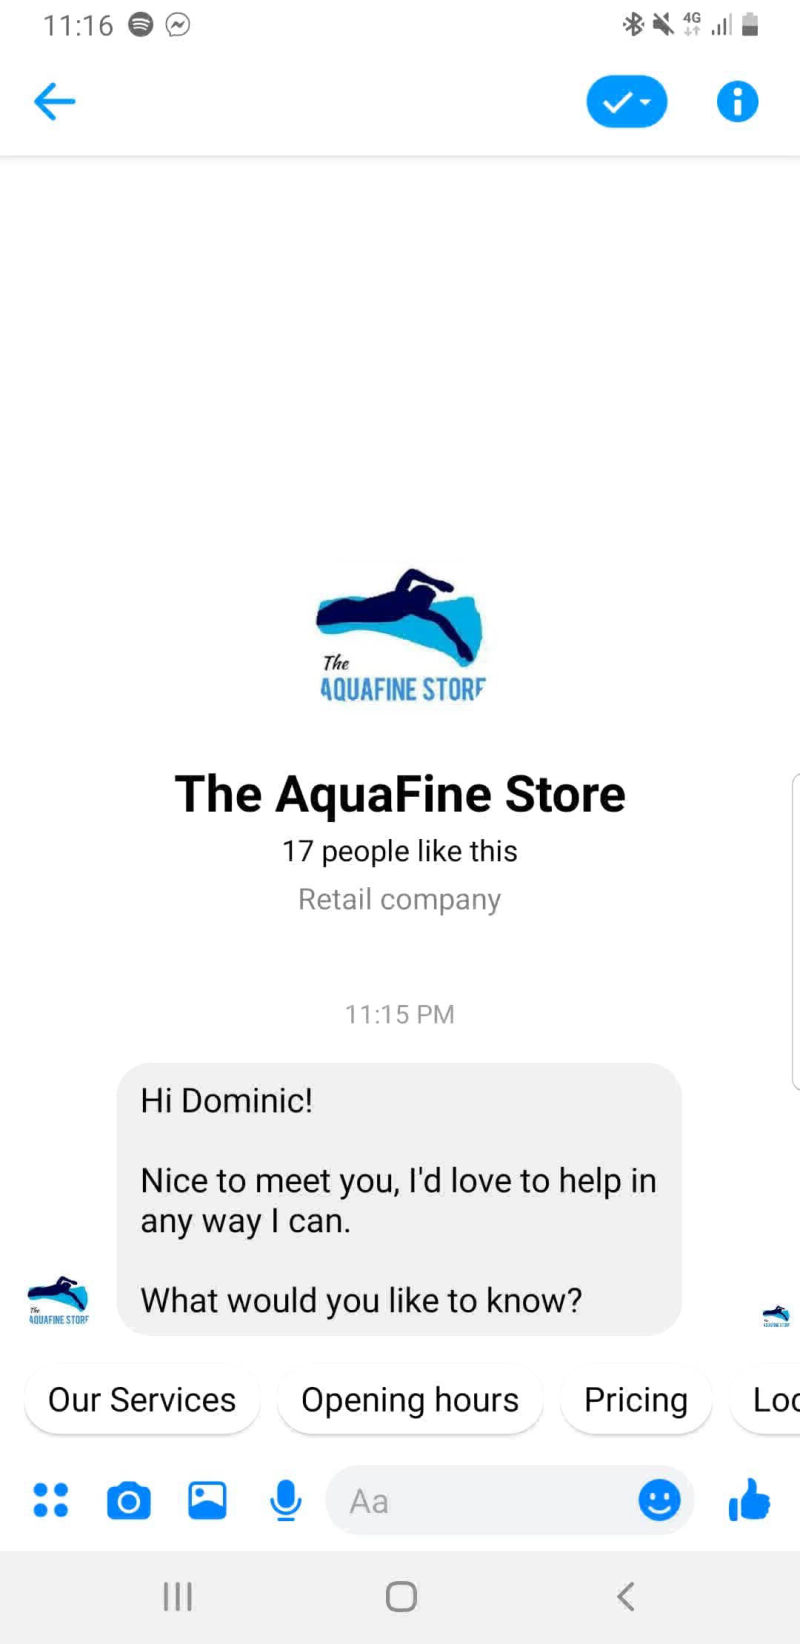 11:16
4G
The
AQUAFINE STORE
The AquaFine Store
17 people like this
Retail company
11:15 PM
Hi Dominic!
Nice to meet you, I'd love to help in
any way I can.
What would you like to know?
The
AQUAFINE STORE
Our Services
Opening hours
Pricing
Loc
Aa